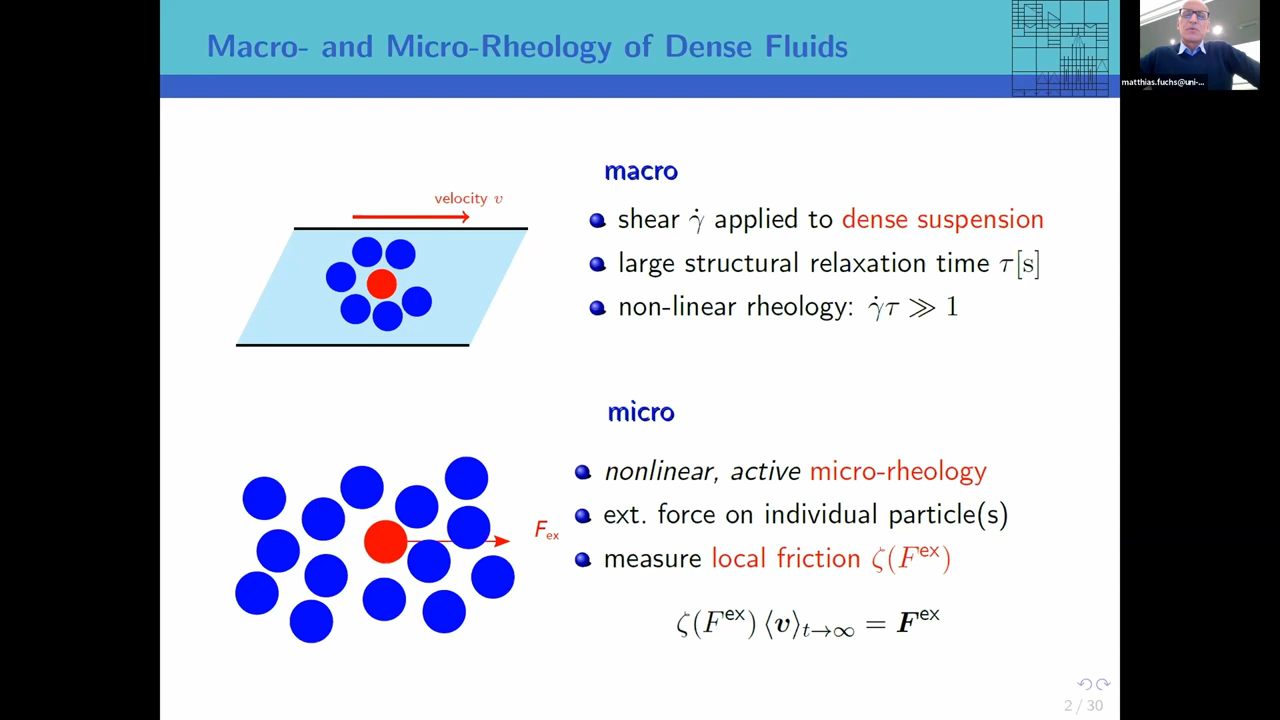 Macro- and Micro-Rheology of Dense Fluids
matthias.fuchs@uni-...
velocity v
macro
shear γ̇ applied to dense suspension
large structural relaxation time τ[s]
non-linear rheology: γ̇τ ≫ 1
micro
nonlinear, active micro-rheology
ext. force on individual particle(s)
measure local friction ζ(F^ex)
F_ex
ζ(F^ex) ⟨v⟩_{t→∞} = F^ex
2 / 30